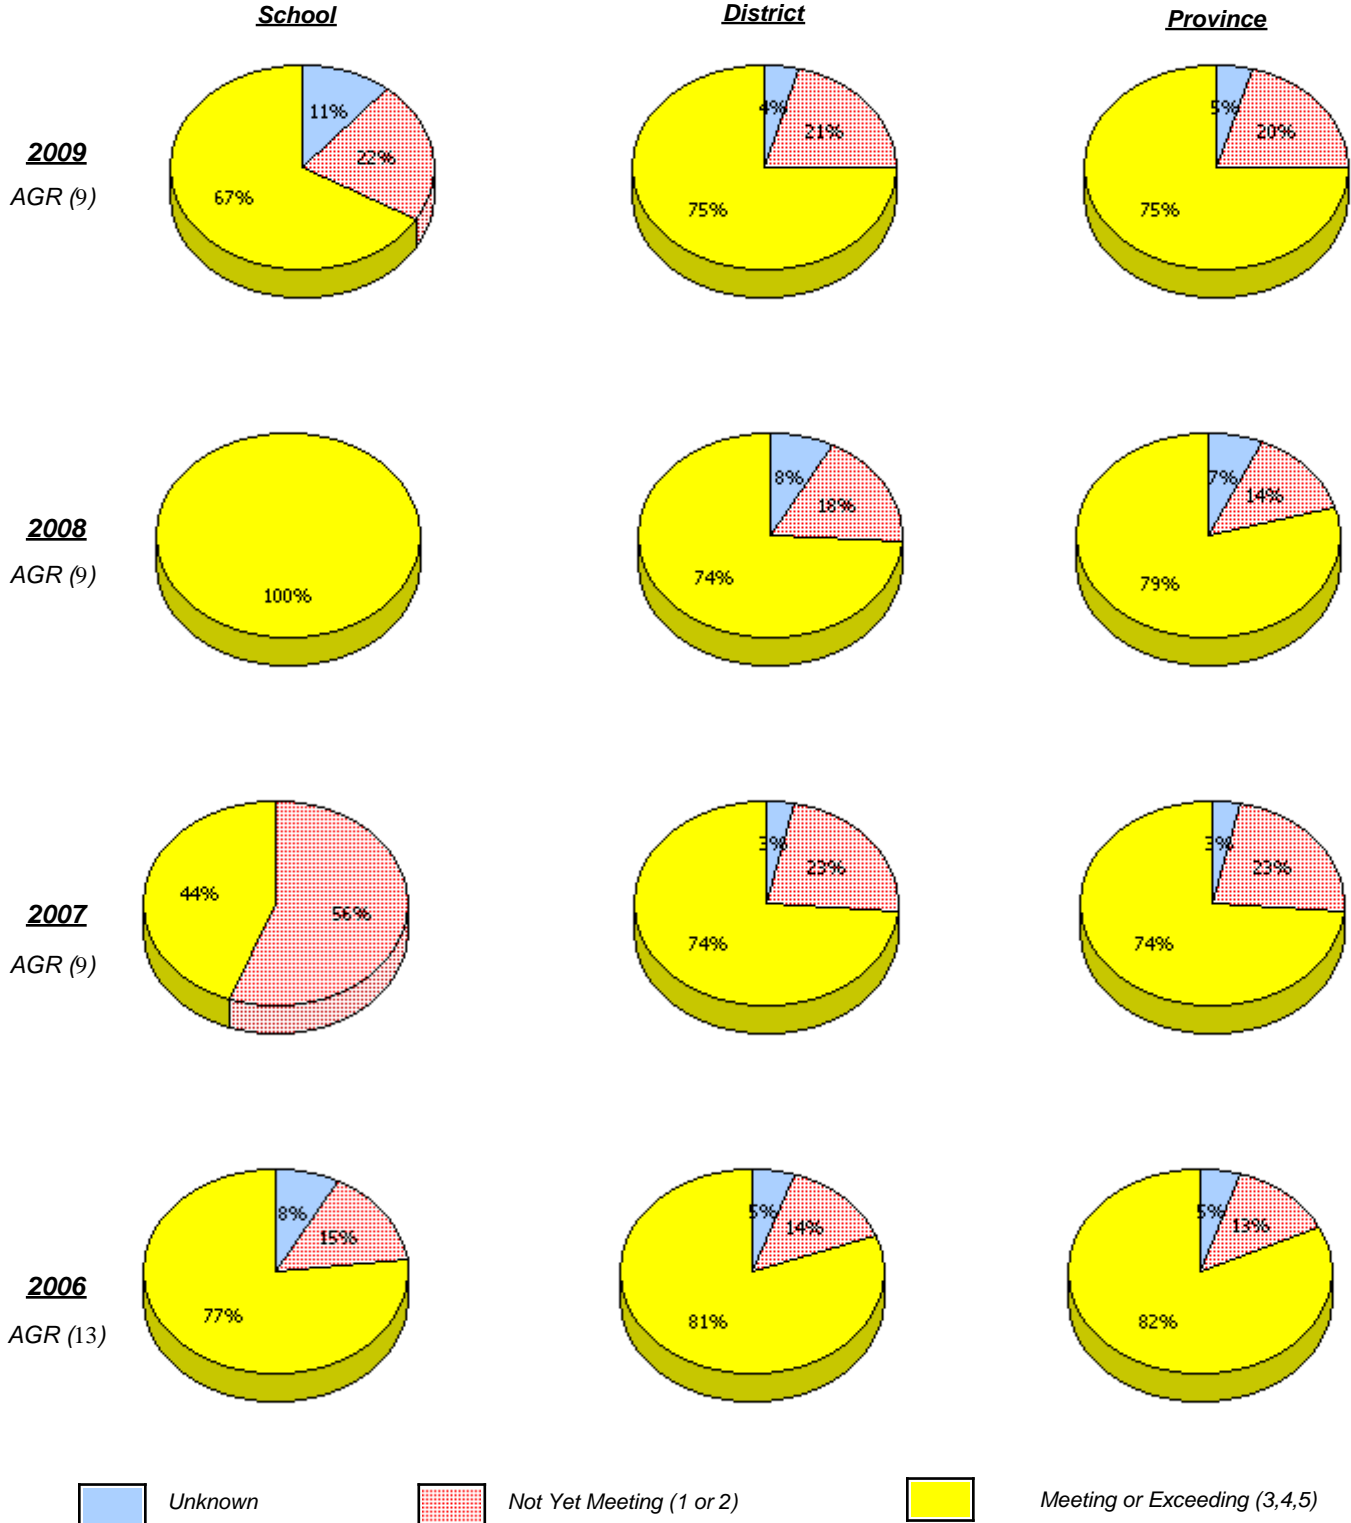 School District Province
11% 4% 5%
22% 21% 20%
2009
AGR (9)
67% 75% 75%
8% 7%
18% 14%
2008
AGR (9)
100% 74% 79%
3% 3%
44% 56% 23% 23%
2007
74% 74%
AGR (9)
8% 5% 5%
15% 14% 13%
2006
77% 81% 82%
AGR (13)
Unknown Not Yet Meeting (1 or 2) Meeting or Exceeding (3,4,5)